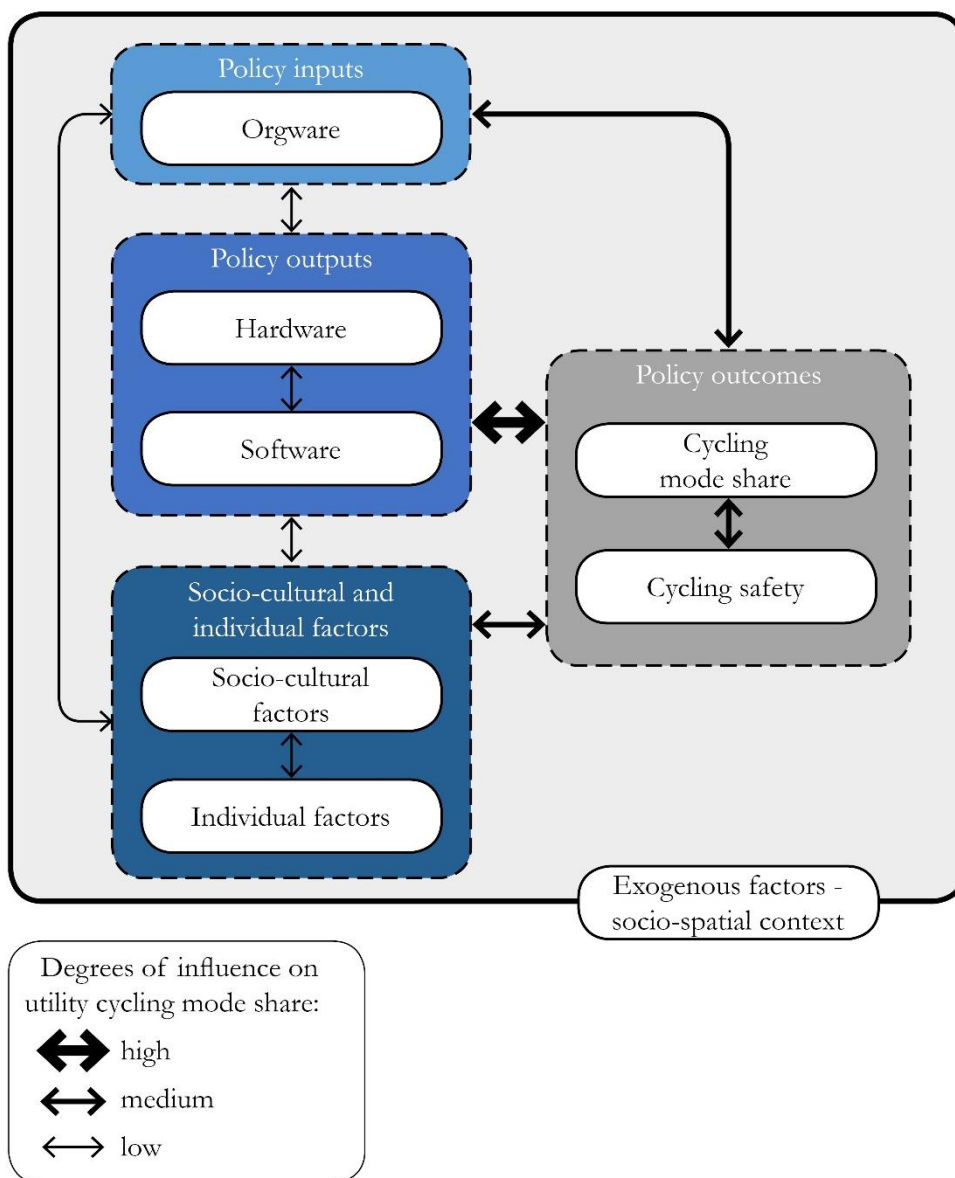 Policy inputs
Orgware
Policy outputs
Hardware
Software
Policy outcomes
Cycling
mode share
Cycling safety
Socio-cultural and
individual factors
Socio-cultural
factors
Individual factors
Exogenous factors -
socio-spatial context
Degrees of influence on
utility cycling mode share:
high
medium
low